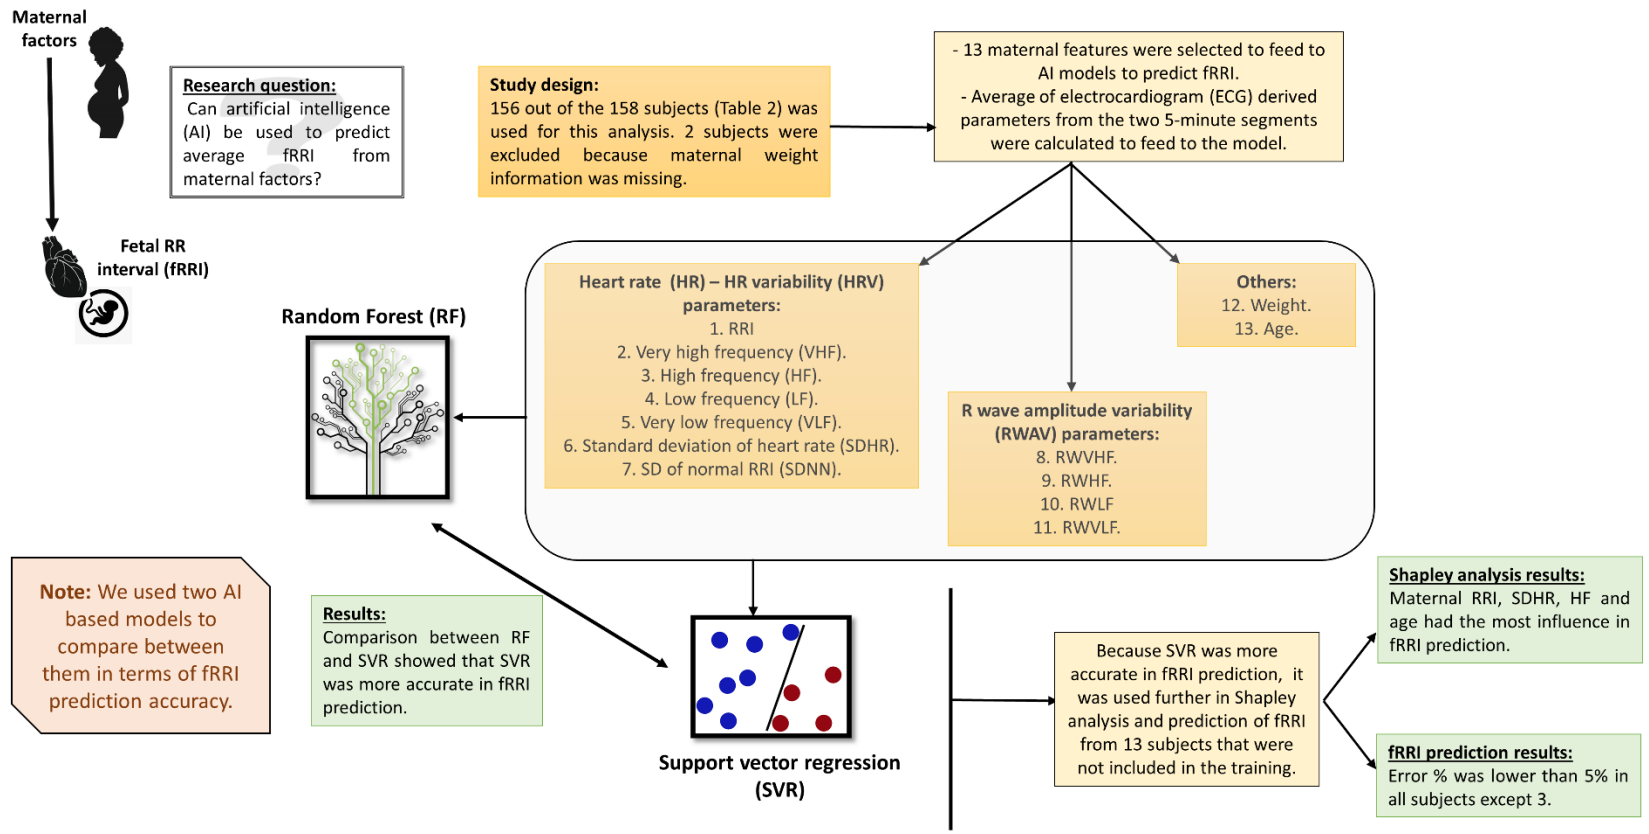 Maternal
factors
Research question:
Can artificial intelligence
(AI) be used to predict
average fRRI from
maternal factors?
Study design:
156 out of the 158 subjects (Table 2) was
used for this analysis. 2 subjects were
excluded because maternal weight
information was missing.
- 13 maternal features were selected to feed to
AI models to predict fRRI.
- Average of electrocardiogram (ECG) derived
parameters from the two 5-minute segments
were calculated to feed to the model.
Fetal RR
interval (fRRI)
Heart rate (HR) – HR variability (HRV)
parameters:
1. RRI
2. Very high frequency (VHF).
3. High frequency (HF).
4. Low frequency (LF).
5. Very low frequency (VLF).
6. Standard deviation of heart rate (SDHR).
7. SD of normal RRI (SDNN).
R wave amplitude variability
(RWAV) parameters:
8. RWVHF.
9. RWHF.
10. RWLF
11. RWVLF.
Others:
12. Weight.
13. Age.
Random Forest (RF)
Note: We used two AI
based models to
compare between
them in terms of fRRI
prediction accuracy.
Results:
Comparison between RF
and SVR showed that SVR
was more accurate in fRRI
prediction.
Support vector regression
(SVR)
Because SVR was more
accurate in fRRI prediction, it
was used further in Shapley
analysis and prediction of fRRI
from 13 subjects that were
not included in the training.
Shapley analysis results:
Maternal RRI, SDHR, HF and
age had the most influence in
fRRI prediction.
fRRI prediction results:
Error % was lower than 5% in
all subjects except 3.